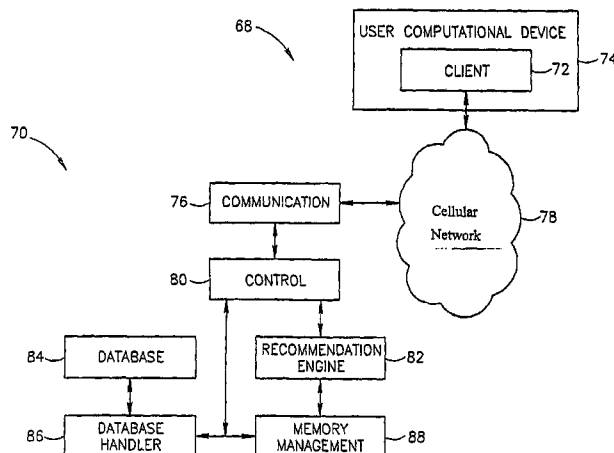 68
USER COMPUTATIONAL DEVICE
74
CLIENT
72
70
76
COMMUNICATION
Cellular
Network
78
80
CONTROL
84
DATABASE
RECOMMENDATION
ENGINE
82
86
DATABASE
HANDLER
MEMORY
MANAGEMENT
88